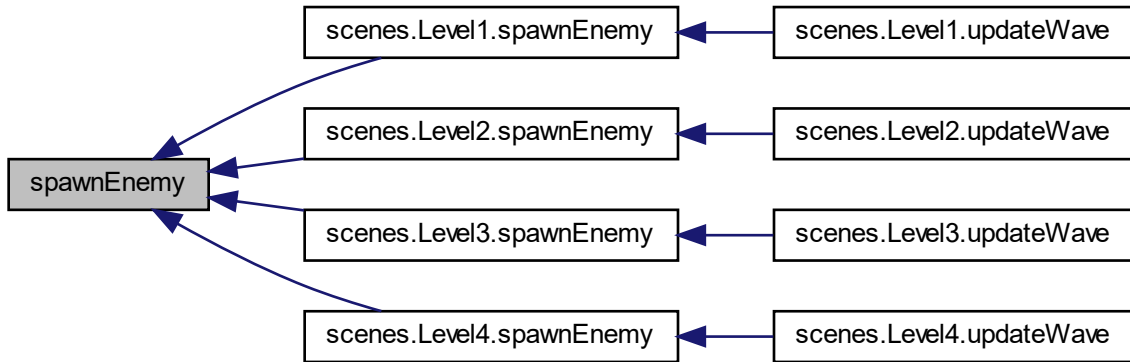 spawnEnemy
scenes.Level1.spawnEnemy
scenes.Level1.updateWave
scenes.Level2.spawnEnemy
scenes.Level2.updateWave
scenes.Level3.spawnEnemy
scenes.Level3.updateWave
scenes.Level4.spawnEnemy
scenes.Level4.updateWave